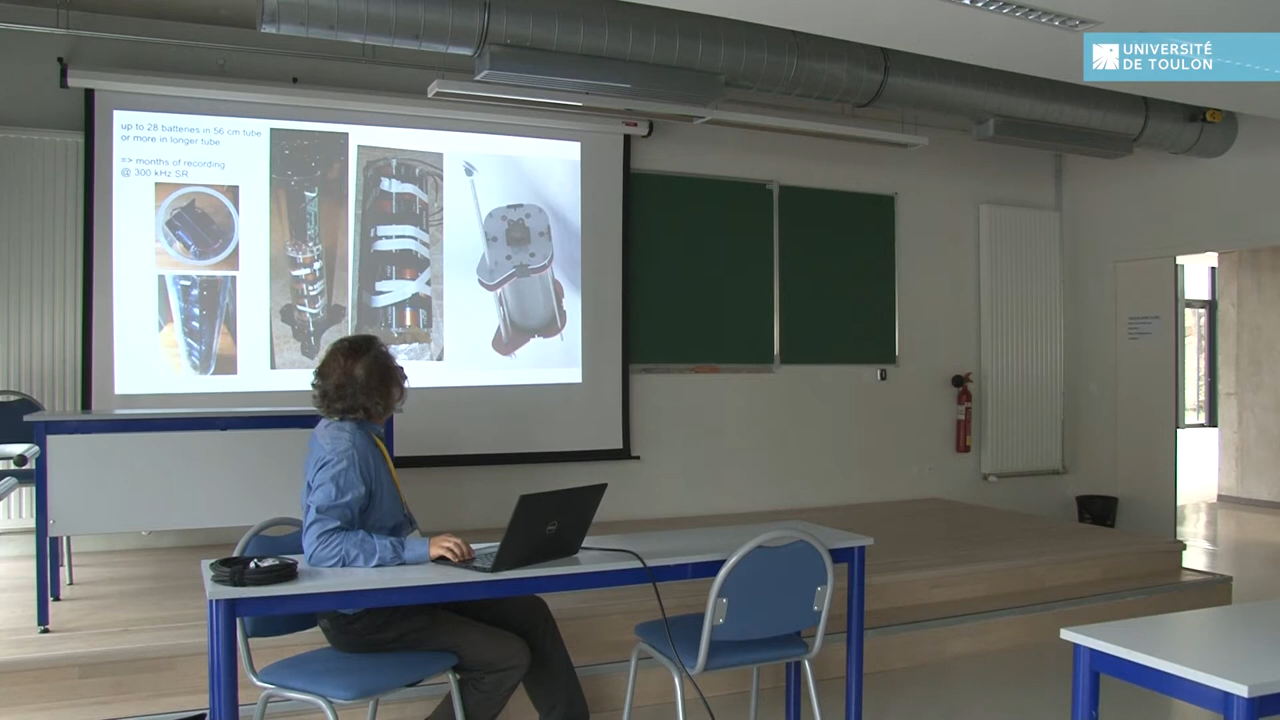 up to 28 batteries in 56 cm tube
or more in longer tube
=> months of recording
@ 300 kHz SR
UNIVERSITÉ
DE TOULON
DELL